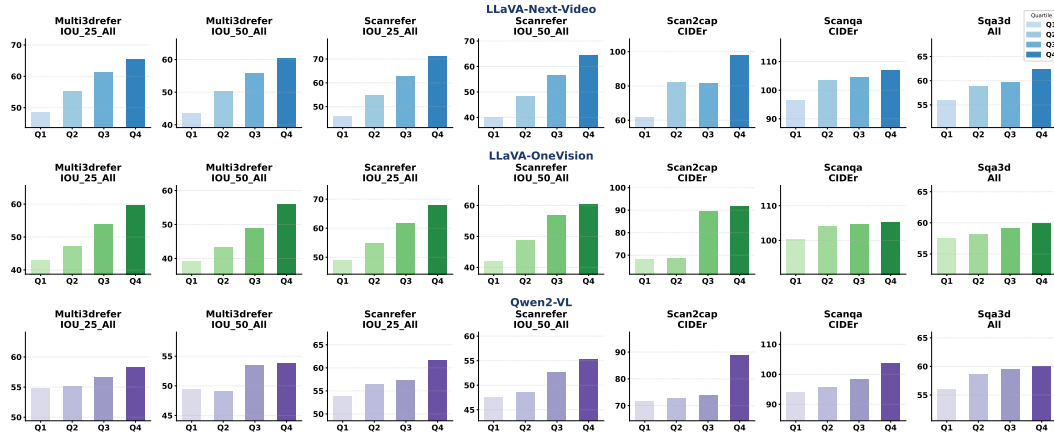 LLaVA-Next-Video
Multi3drefer
IOU_25_All
70
60
50
Q1 Q2 Q3 Q4
Multi3drefer
IOU_50_All
60
50
40
Q1 Q2 Q3 Q4
Scanrefer
IOU_25_All
70
60
50
Q1 Q2 Q3 Q4
Scanrefer
IOU_50_All
70
60
50
40
Q1 Q2 Q3 Q4
Scan2cap
CIDEr
100
80
60
Q1 Q2 Q3 Q4
Scanqa
CIDEr
110
100
90
Q1 Q2 Q3 Q4
Sqa3d
All
65
60
55
Q1 Q2 Q3 Q4
Quartile
Q1
Q2
Q3
Q4
LLaVA-OneVision
Multi3drefer
IOU_25_All
60
50
40
Q1 Q2 Q3 Q4
Multi3drefer
IOU_50_All
60
50
40
Q1 Q2 Q3 Q4
Scanrefer
IOU_25_All
70
60
50
Q1 Q2 Q3 Q4
Scanrefer
IOU_50_All
60
50
40
Q1 Q2 Q3 Q4
Scan2cap
CIDEr
100
90
80
70
Q1 Q2 Q3 Q4
Scanqa
CIDEr
110
100
Q1 Q2 Q3 Q4
Sqa3d
All
65
60
55
Q1 Q2 Q3 Q4
Qwen2-VL
Multi3drefer
IOU_25_All
60
55
50
Q1 Q2 Q3 Q4
Multi3drefer
IOU_50_All
55
50
45
Q1 Q2 Q3 Q4
Scanrefer
IOU_25_All
65
60
55
50
Q1 Q2 Q3 Q4
Scanrefer
IOU_50_All
60
55
50
45
Q1 Q2 Q3 Q4
Scan2cap
CIDEr
90
80
70
Q1 Q2 Q3 Q4
Scanqa
CIDEr
110
100
90
Q1 Q2 Q3 Q4
Sqa3d
All
65
60
55
Q1 Q2 Q3 Q4